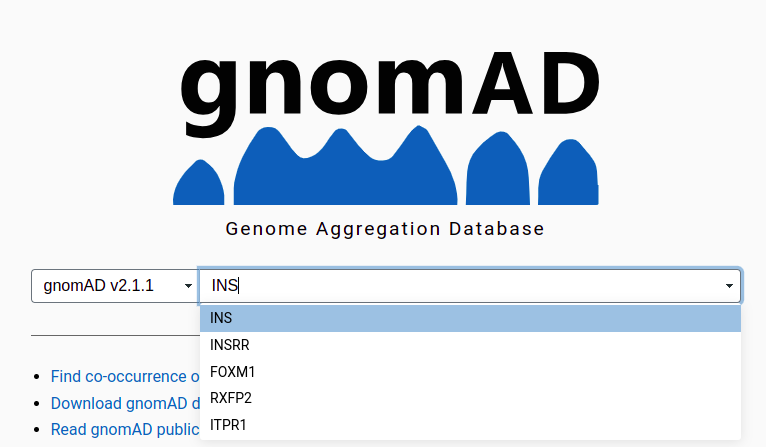 gnomAD
Genome Aggregation Database
gnomAD v2.1.1 INS
INS
INSRR
FOXM1
RXFP2
ITPR1
Find co-occurrence o
Download gnomAD d
Read gnomAD public